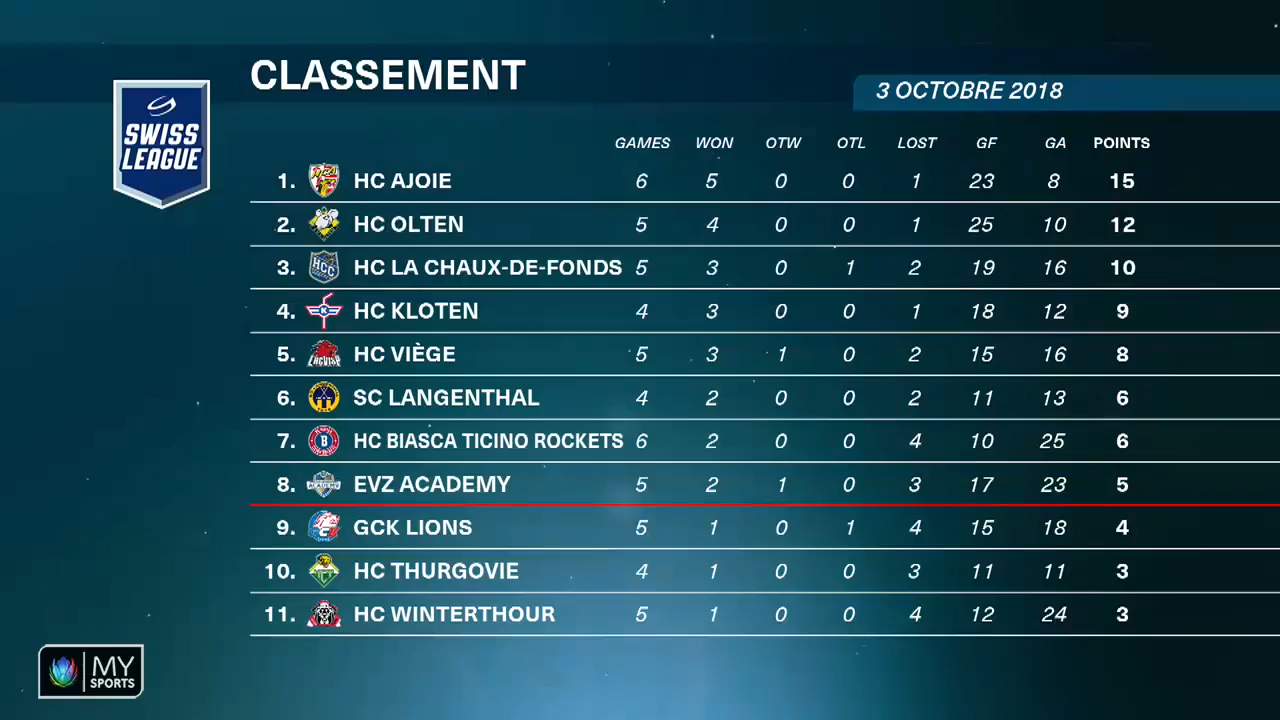 CLASSEMENT
3 OCTOBRE 2018
SWISS
LEAGUE
GAMES WON OTW OTL LOST GF GA POINTS
1. HC AJOIE 6 5 0 0 1 23 8 15
2. HC OLTEN 5 4 0 0 1 25 10 12
3. HCC HC LA CHAUX-DE-FONDS 5 3 0 1 2 19 16 10
4. K HC KLOTEN 4 3 0 0 1 18 12 9
5. HC VIÈGE 5 3 1 0 2 15 16 8
6. SC LANGENTHAL 4 2 0 0 2 11 13 6
7. B HC BIASCA TICINO ROCKETS 6 2 0 0 4 10 25 6
8. ACADEMY EVZ ACADEMY 5 2 1 0 3 17 23 5
9. GCK GCK LIONS 5 1 0 1 4 15 18 4
10. HCT HC THURGOVIE 4 1 0 0 3 11 11 3
11. HC WINTERTHOUR 5 1 0 0 4 12 24 3
MY
SPORTS